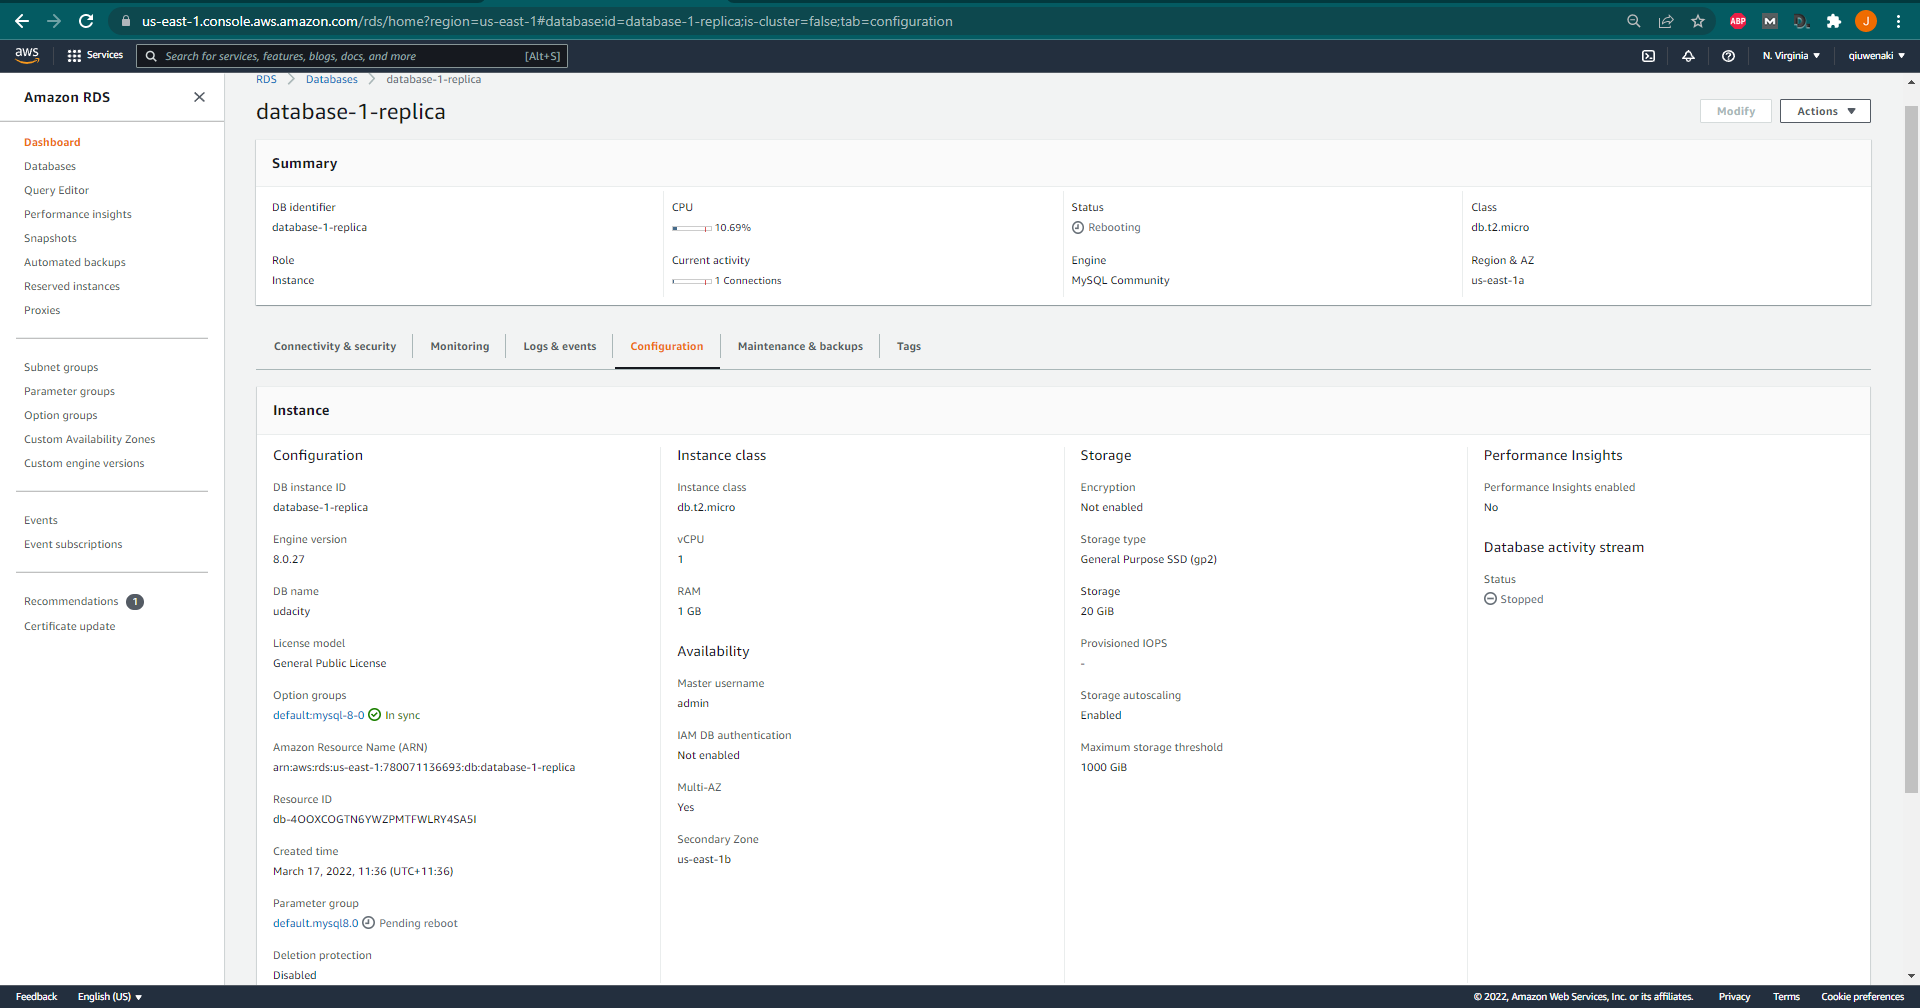 us-east-1.console.aws.amazon.com/rds/home?region=us-east-1#database:id=database-1-replica;is-cluster=false;tab=configuration
ABP
M
J
aws
Services
Search for services, features, blogs, docs, and more
[Alt+S]
N. Virginia
qiuwenaki
Amazon RDS
Dashboard
Databases
Query Editor
Performance insights
Snapshots
Automated backups
Reserved instances
Proxies
Subnet groups
Parameter groups
Option groups
Custom Availability Zones
Custom engine versions
Events
Event subscriptions
Recommendations 1
Certificate update
RDS Databases database-1-replica
database-1-replica
Modify
Actions
Summary
DB identifier
database-1-replica
Role
Instance
CPU
10.69%
Current activity
1 Connections
Status
Rebooting
Engine
MySQL Community
Class
db.t2.micro
Region & AZ
us-east-1a
Connectivity & security
Monitoring
Logs & events
Configuration
Maintenance & backups
Tags
Instance
Configuration
DB instance ID
database-1-replica
Engine version
8.0.27
DB name
udacity
License model
General Public License
Option groups
default:mysql-8-0 In sync
Amazon Resource Name (ARN)
arn:aws:rds:us-east-1:780071136693:db:database-1-replica
Resource ID
db-4OOXCOGTN6YWZPMTFWLRY4SA5I
Created time
March 17, 2022, 11:36 (UTC+11:36)
Parameter group
default.mysql8.0 Pending reboot
Deletion protection
Disabled
Instance class
Instance class
db.t2.micro
vCPU
1
RAM
1 GB
Availability
Master username
admin
IAM DB authentication
Not enabled
Multi-AZ
Yes
Secondary Zone
us-east-1b
Storage
Encryption
Not enabled
Storage type
General Purpose SSD (gp2)
Storage
20 GiB
Provisioned IOPS
-
Storage autoscaling
Enabled
Maximum storage threshold
1000 GiB
Performance Insights
Performance Insights enabled
No
Database activity stream
Status
Stopped
Feedback
English (US)
© 2022, Amazon Web Services, Inc. or its affiliates.
Privacy
Terms
Cookie preferences